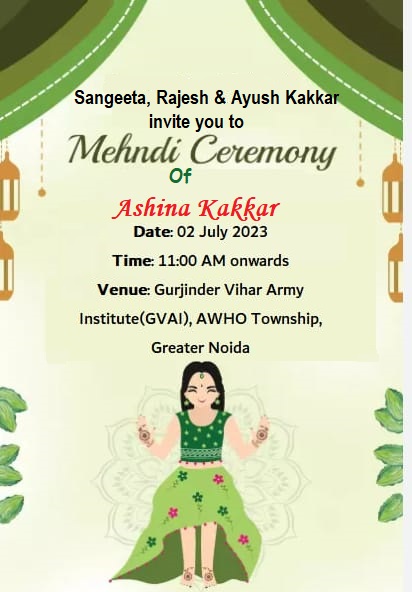 Sangeeta, Rajesh & Ayush Kakkar
invite you to
Mehndi Ceremony
Of
Ashina Kakkar
Date: 02 July 2023
Time: 11:00 AM onwards
Venue: Gurjinder Vihar Army
Institute(GVAI), AWHO Township,
Greater Noida